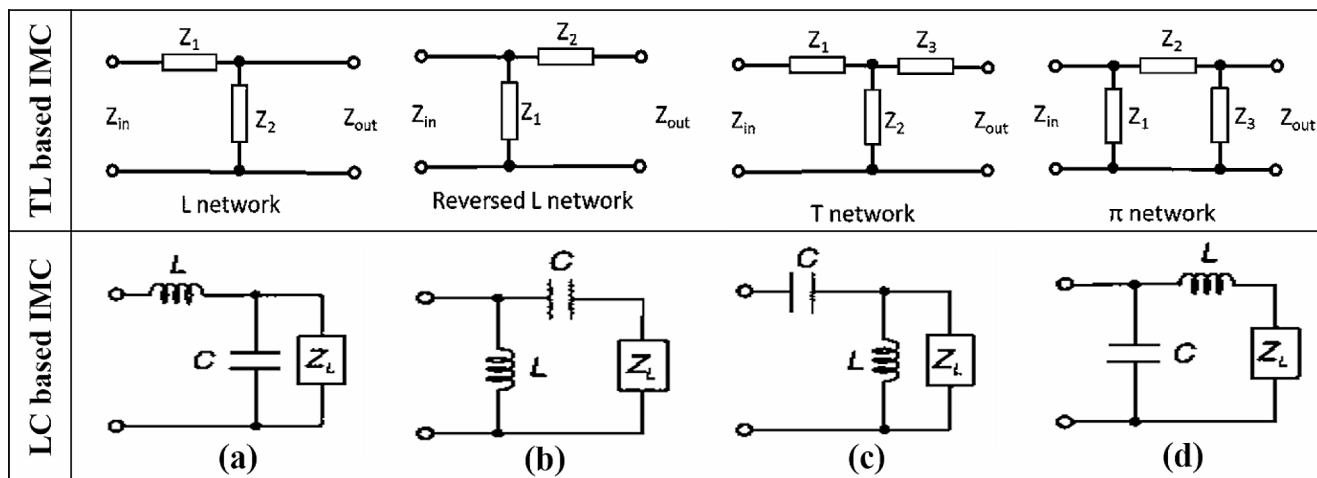 TL based IMC
Z1
Z2
Zin
Zout
L network
Z2
Z1
Zin
Zout
Reversed L network
Z1
Z3
Z2
Zin
Zout
T network
Z2
Z1
Z3
Zin
Zout
π network
LC based IMC
L
C
ZL
(a)
C
L
ZL
(b)
C
L
ZL
(c)
L
C
ZL
(d)